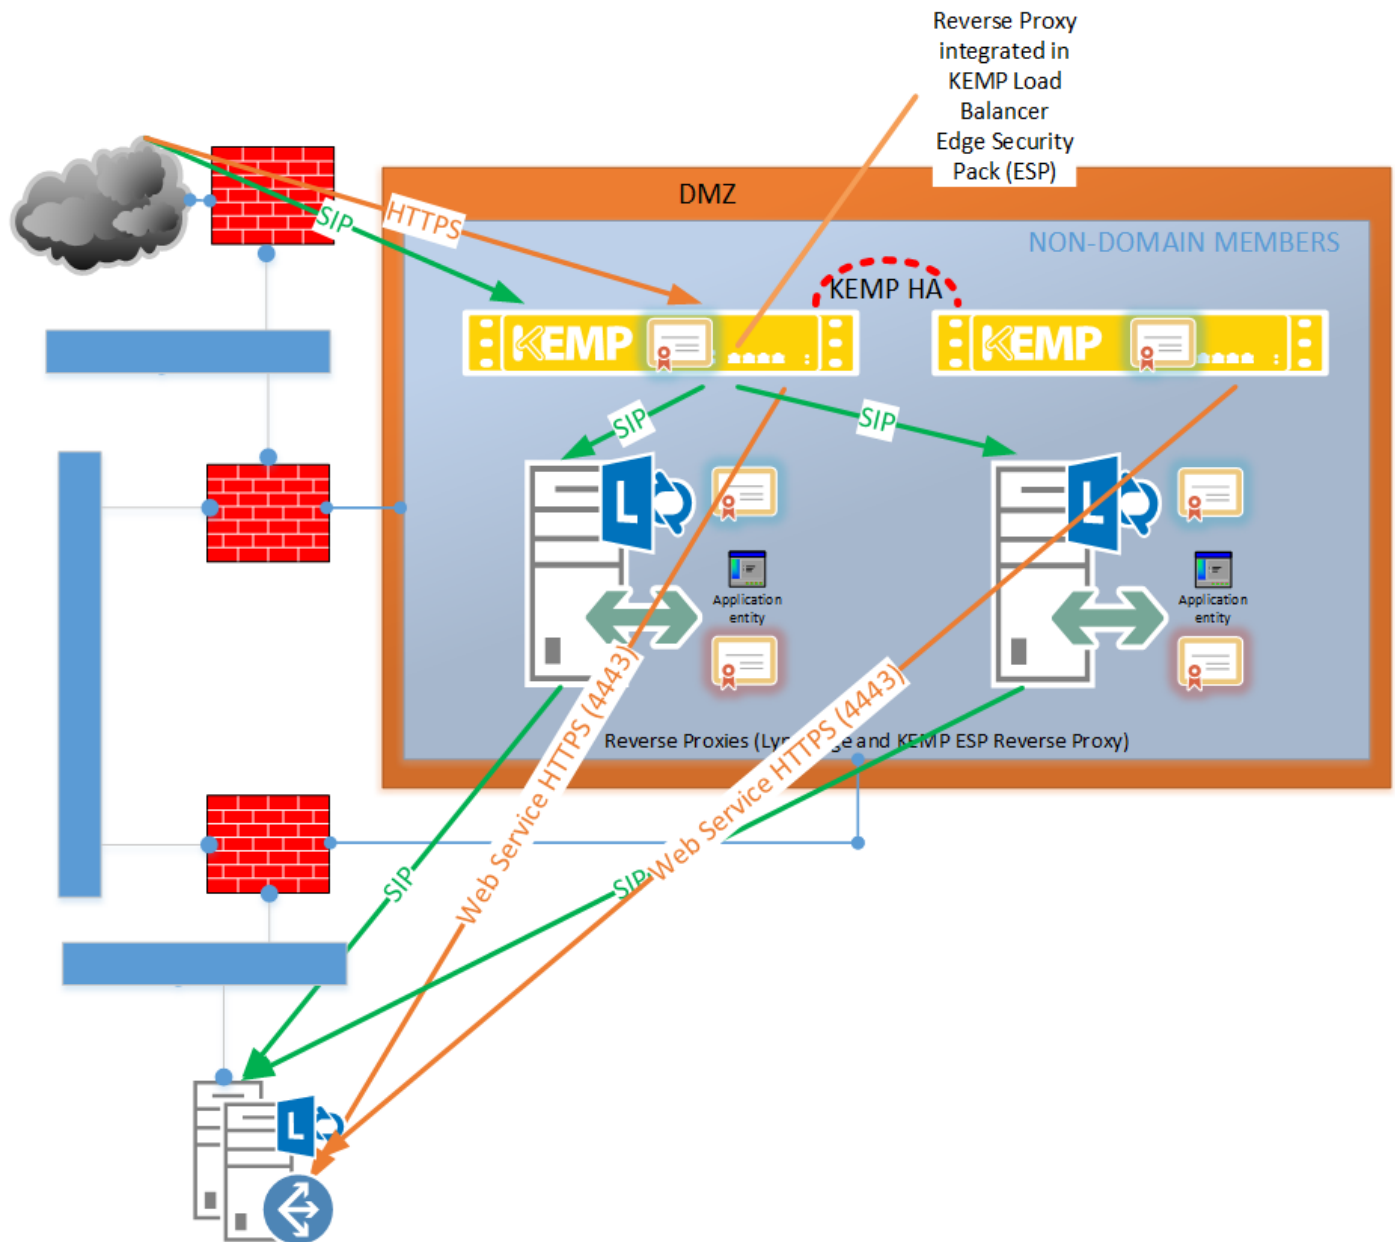 Reverse Proxy
integrated in
KEMP Load
Balancer
Edge Security
Pack (ESP)
DMZ
NON-DOMAIN MEMBERS
HTTPS
SIP
KEMP HA
KEMP
KEMP
SIP
SIP
L
L
Application
entity
Application
entity
Web Service HTTPS (4443)
Web Service HTTPS (4443)
Reverse Proxies (Lyn ge and KEMP ESP Reverse Proxy)
SIP
SIP
L